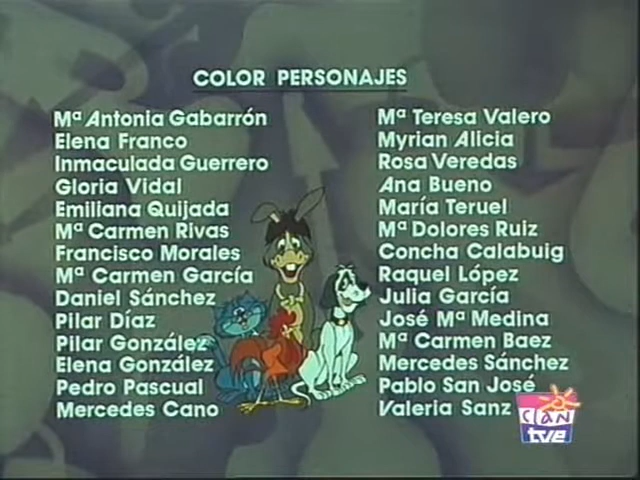 COLOR PERSONAJES
Mª Antonia Gabarrón
Elena Franco
Inmaculada Guerrero
Gloria Vidal
Emiliana Quijada
Mª Carmen Rivas
Francisco Morales
Mª Carmen García
Daniel Sánchez
Pilar Díaz
Pilar González
Elena González
Pedro Pascual
Mercedes Cano
Mª Teresa Valero
Myrian Alicia
Rosa Veredas
Ana Bueno
María Teruel
Mª Dolores Ruiz
Concha Calabuig
Raquel López
Julia García
José Mª Medina
Mª Carmen Baez
Mercedes Sánchez
Pablo San José
Valeria Sanz
CLAN
tve